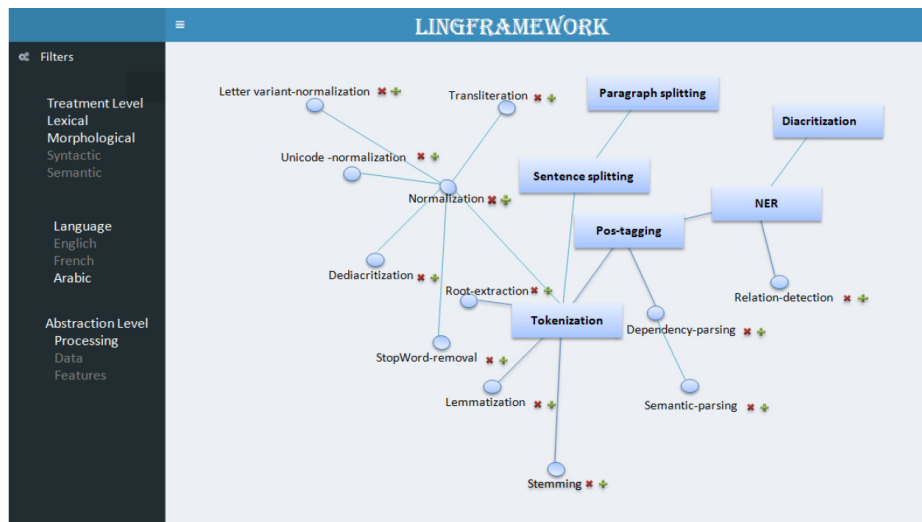 LINGFRAMEWORK
Filters
Treatment Level
Lexical
Morphological
Syntactic
Semantic
Language
Englich
French
Arabic
Abstraction Level
Processing
Data
Features
Letter variant-normalization
Transliteration
Paragraph splitting
Diacritization
Unicode -normalization
Sentence splitting
Normalization
NER
Pos-tagging
Dediacritization
Root-extraction
Relation-detection
Tokenization
Dependency-parsing
StopWord-removal
Lemmatization
Semantic-parsing
Stemming